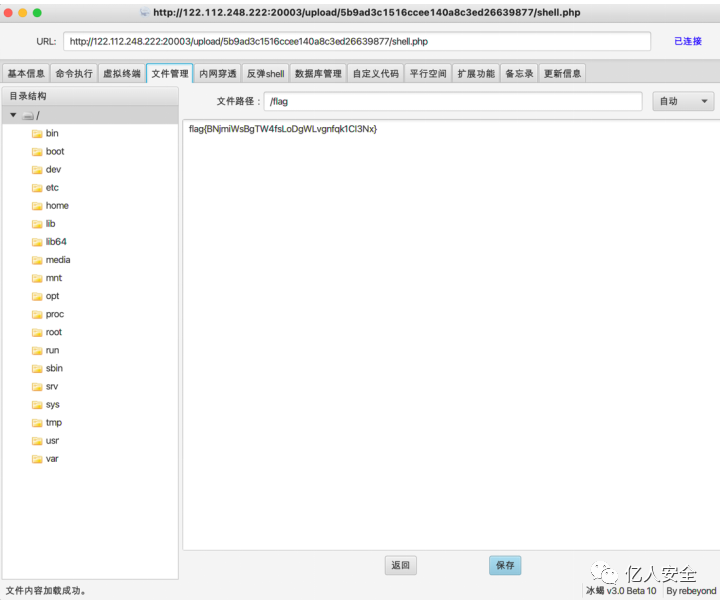 http://122.112.248.222:20003/upload/5b9ad3c1516ccee140a8c3ed26639877/shell.php
URL: http://122.112.248.222:20003/upload/5b9ad3c1516ccee140a8c3ed26639877/shell.php 已连接
基本信息 命令执行 虚拟终端 文件管理 内网穿透 反弹shell 数据库管理 自定义代码 平行空间 扩展功能 备忘录 更新信息
目录结构
文件路径： /flag 自动
/
flag{BNjmiWsBgTW4fsLoDgWLvgnfqk1CI3Nx}
bin
boot
dev
etc
home
lib
lib64
media
mnt
opt
proc
root
run
sbin
srv
sys
tmp
usr
var
返回 保存
亿人安全
文件内容加载成功。 冰蝎 v3.0 Beta 10 By rebeyond